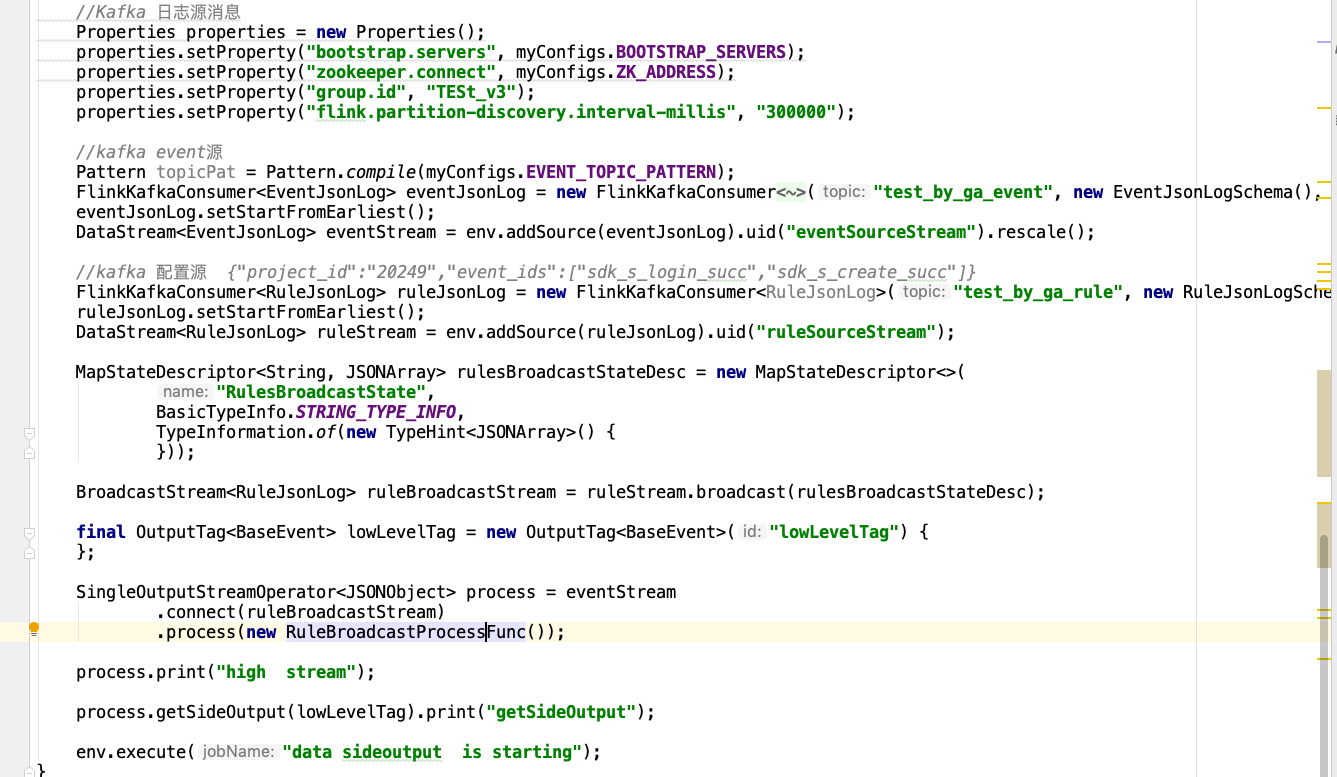 //Kafka 日志源消息
Properties properties = new Properties();
properties.setProperty("bootstrap.servers", myConfigs.BOOTSTRAP_SERVERS);
properties.setProperty("zookeeper.connect", myConfigs.ZK_ADDRESS);
properties.setProperty("group.id", "TESt_v3");
properties.setProperty("flink.partition-discovery.interval-millis", "300000");
//kafka event源
Pattern topicPat = Pattern.compile(myConfigs.EVENT_TOPIC_PATTERN);
FlinkKafkaConsumer<EventJsonLog> eventJsonLog = new FlinkKafkaConsumer<~>( topic: "test_by_ga_event", new EventJsonLogSchema(),
eventJsonLog.setStartFromEarliest();
DataStream<EventJsonLog> eventStream = env.addSource(eventJsonLog).uid("eventSourceStream").rescale();
//kafka 配置源  {"project_id":"20249","event_ids":["sdk_s_login_succ","sdk_s_create_succ"]}
FlinkKafkaConsumer<RuleJsonLog> ruleJsonLog = new FlinkKafkaConsumer<RuleJsonLog>( topic: "test_by_ga_rule", new RuleJsonLogSche
ruleJsonLog.setStartFromEarliest();
DataStream<RuleJsonLog> ruleStream = env.addSource(ruleJsonLog).uid("ruleSourceStream");
MapStateDescriptor<String, JSONArray> rulesBroadcastStateDesc = new MapStateDescriptor<>(
name: "RulesBroadcastState",
BasicTypeInfo.STRING_TYPE_INFO,
TypeInformation.of(new TypeHint<JSONArray>() {
}));
BroadcastStream<RuleJsonLog> ruleBroadcastStream = ruleStream.broadcast(rulesBroadcastStateDesc);
final OutputTag<BaseEvent> lowLevelTag = new OutputTag<BaseEvent>( id: "lowLevelTag") {
};
SingleOutputStreamOperator<JSONObject> process = eventStream
.connect(ruleBroadcastStream)
.process(new RuleBroadcastProcessFunc());
process.print("high  stream");
process.getSideOutput(lowLevelTag).print("getSideOutput");
env.execute( jobName: "data sideoutput  is starting");
}